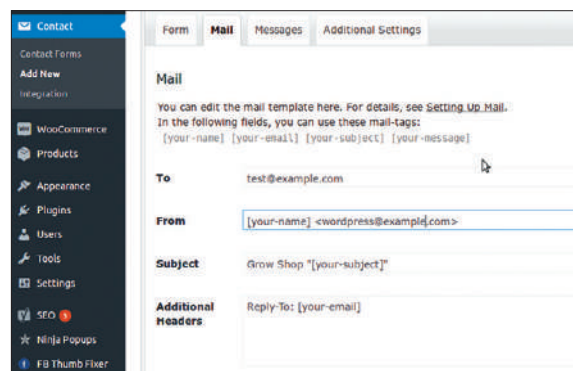 Contact
Contact Forms
Add New
Integration
WooCommerce
Products
Appearance
Plugins
Users
Tools
Settings
SEO
Ninja Popups
FB Thumb Fixer
Form Mail Messages Additional Settings
Mail
You can edit the mail template here. For details, see Setting Up Mail.
In the following fields, you can use these mail-tags:
[your-name] [your-email] [your-subject] [your-message]
To test@example.com
From [your-name] <wordpress@example.com>
Subject Grow Shop "[your-subject]"
Additional Reply-To: [your-email]
Headers